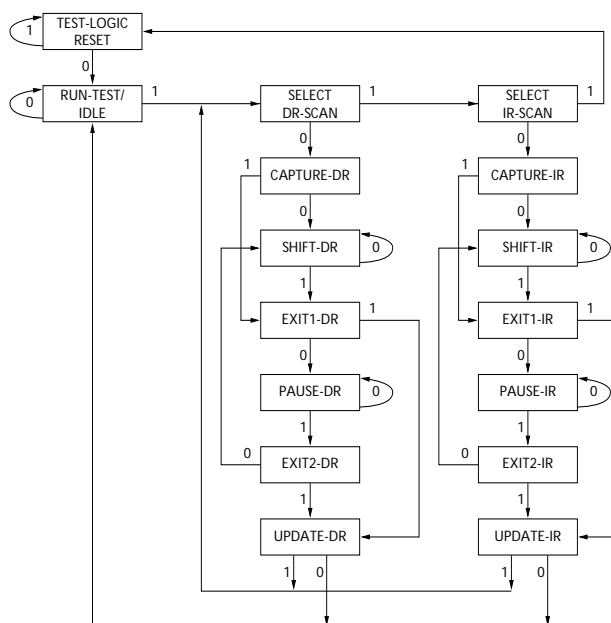 1
TEST-LOGIC
RESET
0
0
RUN-TEST/
IDLE
1
SELECT
DR-SCAN
1
SELECT
IR-SCAN
1
0
0
1
CAPTURE-DR
1
CAPTURE-IR
0
0
SHIFT-DR
0
SHIFT-IR
0
1
1
EXIT1-DR
1
EXIT1-IR
1
0
0
PAUSE-DR
0
PAUSE-IR
0
1
1
0
EXIT2-DR
0
EXIT2-IR
1
1
UPDATE-DR
UPDATE-IR
1
0
1
0